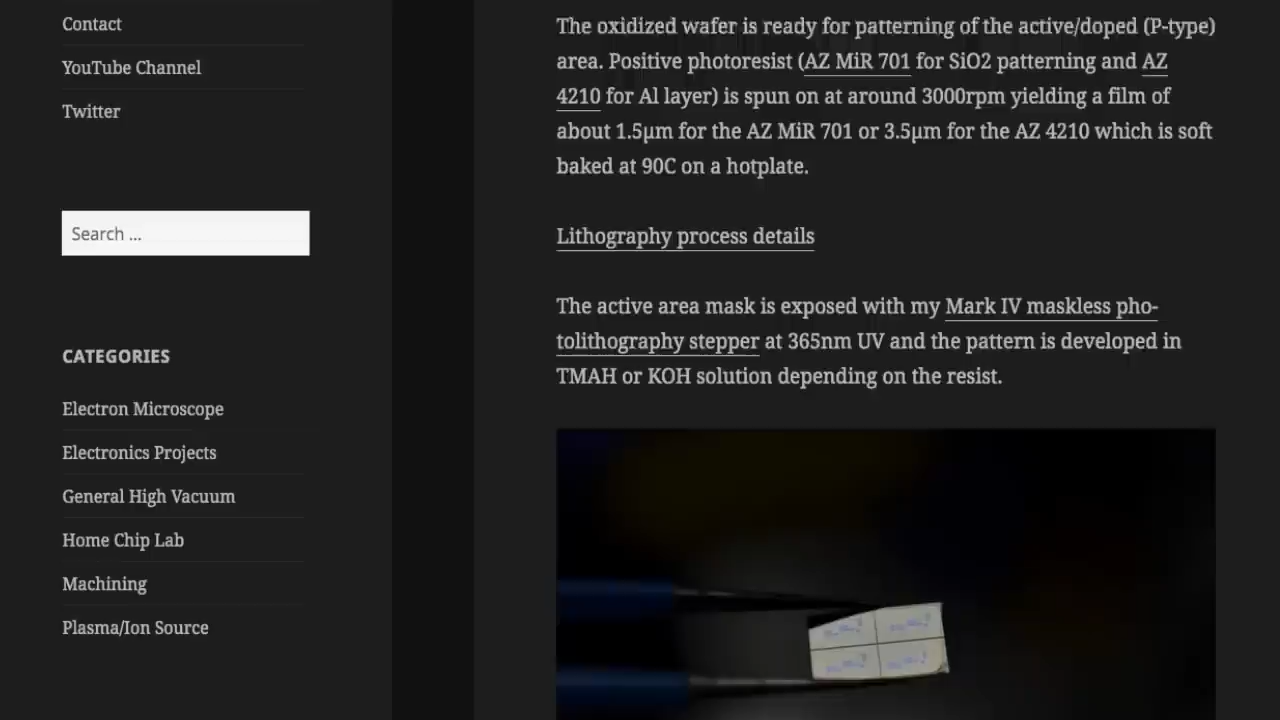 Contact
YouTube Channel
Twitter
Search ...
CATEGORIES
Electron Microscope
Electronics Projects
General High Vacuum
Home Chip Lab
Machining
Plasma/Ion Source
The oxidized wafer is ready for patterning of the active/doped (P-type)
area. Positive photoresist (AZ MiR 701 for SiO2 patterning and AZ
4210 for Al layer) is spun on at around 3000rpm yielding a film of
about 1.5µm for the AZ MiR 701 or 3.5µm for the AZ 4210 which is soft
baked at 90C on a hotplate.
Lithography process details
The active area mask is exposed with my Mark IV maskless pho-
tolithography stepper at 365nm UV and the pattern is developed in
TMAH or KOH solution depending on the resist.